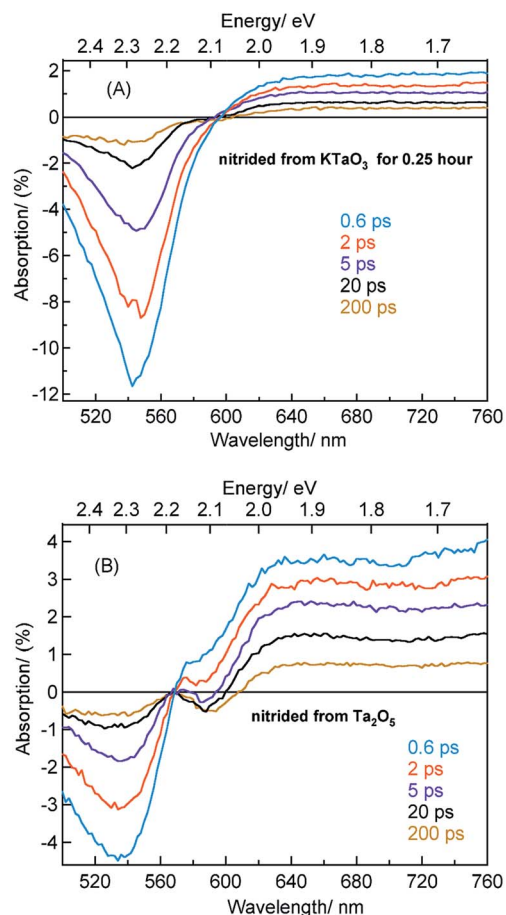 Energy/ eV
2.4 2.3 2.2 2.1 2.0 1.9 1.8 1.7
(A)
2
0
-2
-4
-6
-8
-10
-12
Absorption/ (%)
nitrided from KTaO₃ for 0.25 hour
0.6 ps
2 ps
5 ps
20 ps
200 ps
520 560 600 640 680 720 760
Wavelength/ nm
Energy/ eV
2.4 2.3 2.2 2.1 2.0 1.9 1.8 1.7
(B)
4
3
2
1
0
-1
-2
-3
-4
Absorption/ (%)
nitrided from Ta₂O₅
0.6 ps
2 ps
5 ps
20 ps
200 ps
520 560 600 640 680 720 760
Wavelength/ nm